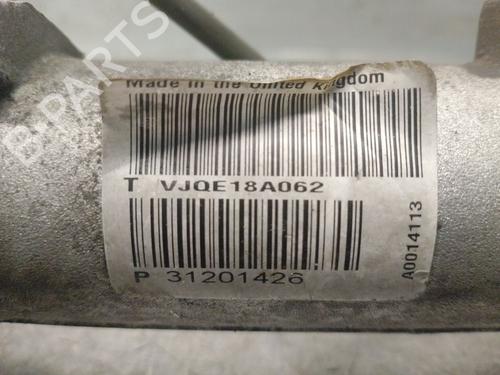 B-PARTS
Made in the United Kingdom
T VJQE18A062
P 31201426
A0014113